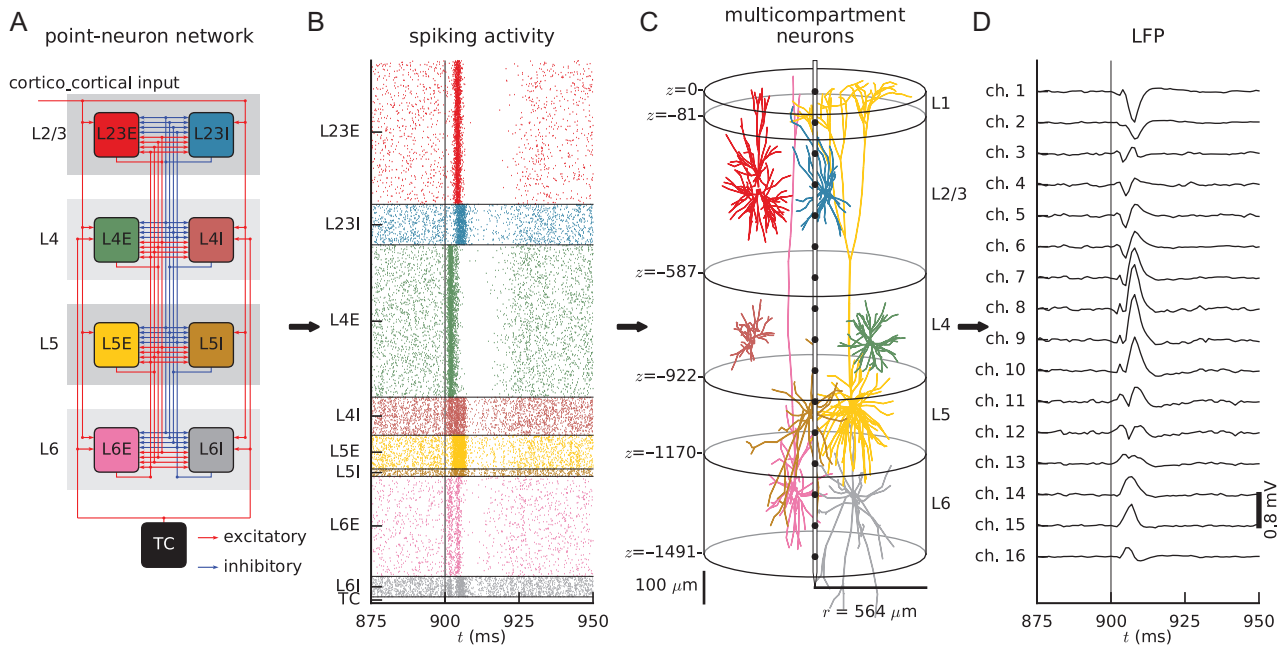 A
point-neuron network
cortico_cortical input
L2/3
L23E
L23I
L4
L4E
L4I
L5
L5E
L5I
L6
L6E
L6I
TC
excitatory
inhibitory
B
spiking activity
L23E
L23I
L4E
L4I
L5E
L5I
L6E
L6I
TC
875
900
925
950
t (ms)
C
multicompartment
neurons
z=0
z=−81
z=−587
z=−922
z=−1170
z=−1491
L1
L2/3
L4
L5
L6
100 μm
r = 564 μm
D
LFP
ch. 1
ch. 2
ch. 3
ch. 4
ch. 5
ch. 6
ch. 7
ch. 8
ch. 9
ch. 10
ch. 11
ch. 12
ch. 13
ch. 14
ch. 15
ch. 16
0.8 mV
875
900
925
950
t (ms)